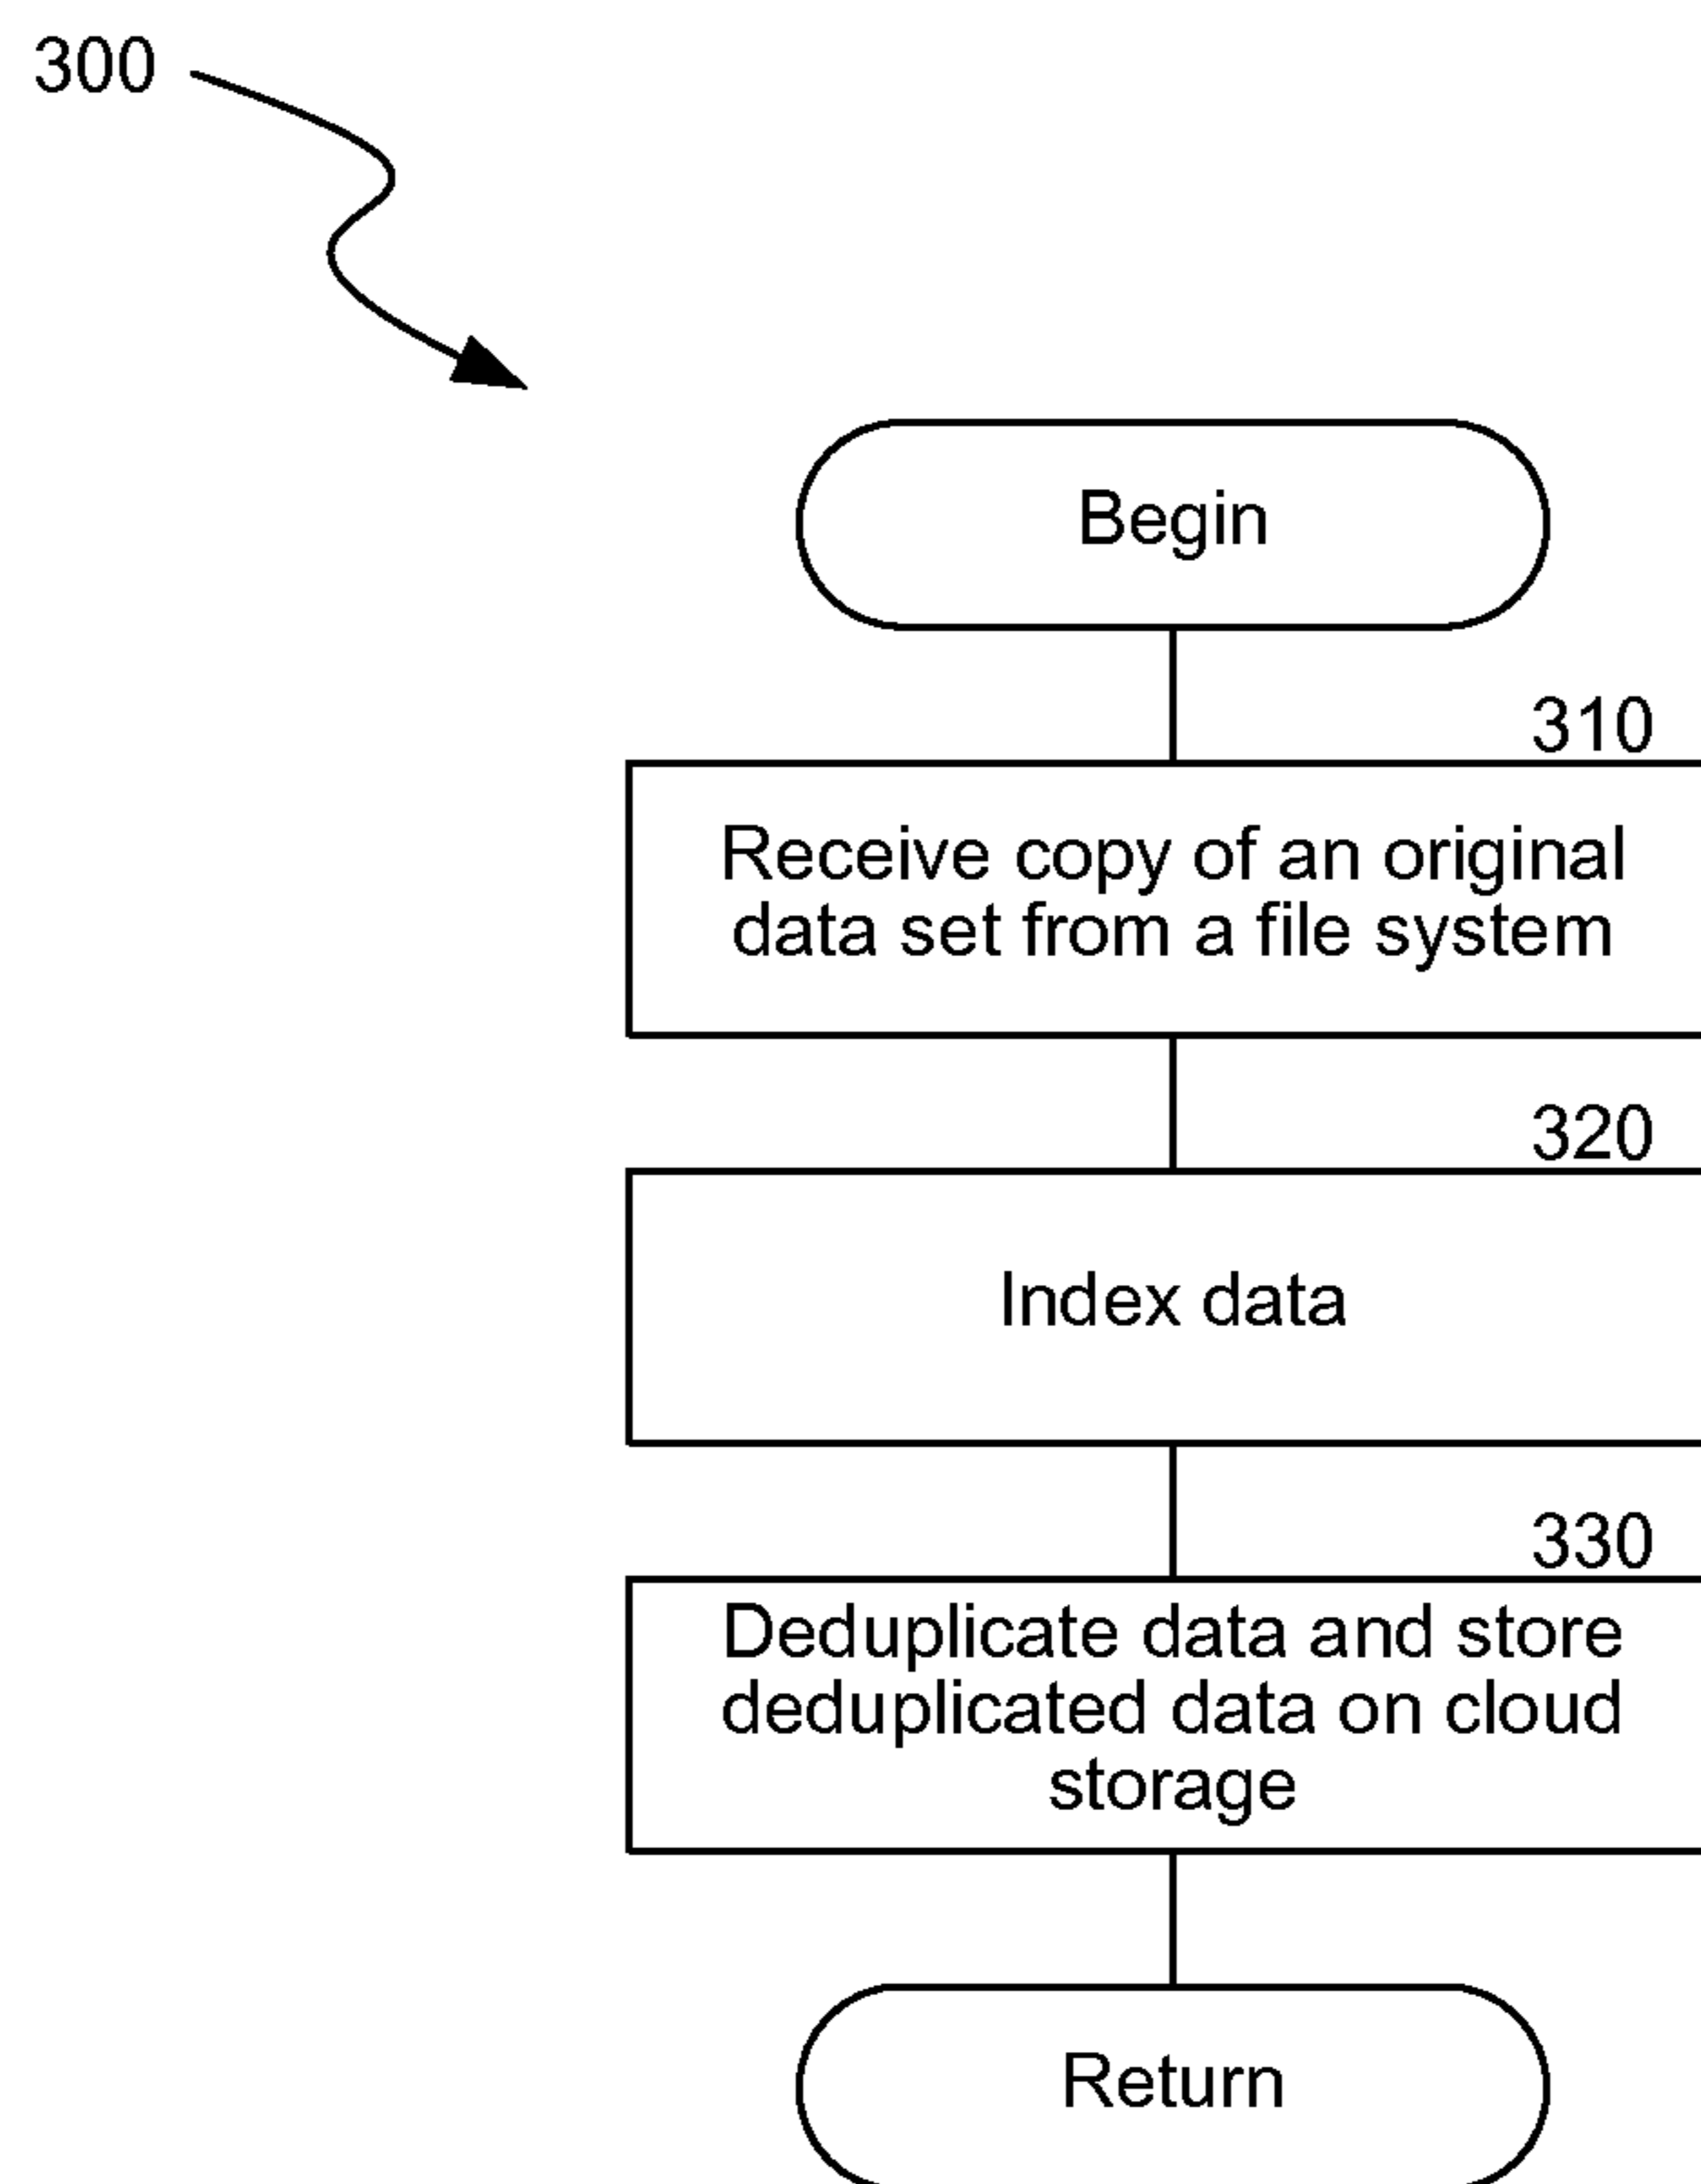 300
Begin
310
Receive copy of an original
data set from a file system
320
Index data
330
Deduplicate data and store
deduplicated data on cloud
storage
Return